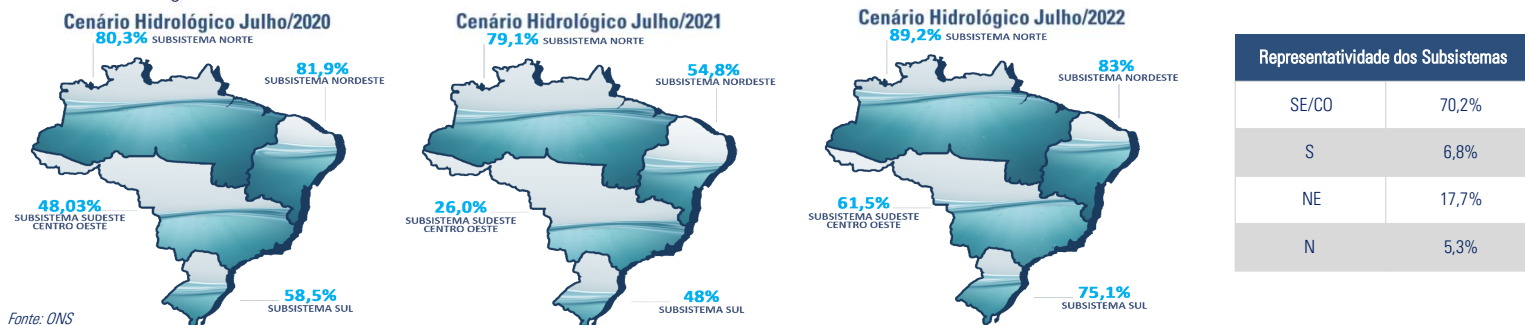 Cenário Hidrológico Julho/2020
80,3% SUBSISTEMA NORTE
81,9%
SUBSISTEMA NORDESTE
48,03%
SUBSISTEMA SUDESTE
CENTRO OESTE
58,5%
SUBSISTEMA SUL
Fonte: ONS
Cenário Hidrológico Julho/2021
79,1% SUBSISTEMA NORTE
54,8%
SUBSISTEMA NORDESTE
26,0%
SUBSISTEMA SUDESTE
CENTRO OESTE
48%
SUBSISTEMA SUL
Cenário Hidrológico Julho/2022
89,2% SUBSISTEMA NORTE
83%
SUBSISTEMA NORDESTE
61,5%
SUBSISTEMA SUDESTE
CENTRO OESTE
75,1%
SUBSISTEMA SUL
Representatividade dos Subsistemas
SE/CO 70,2%
S 6,8%
NE 17,7%
N 5,3%